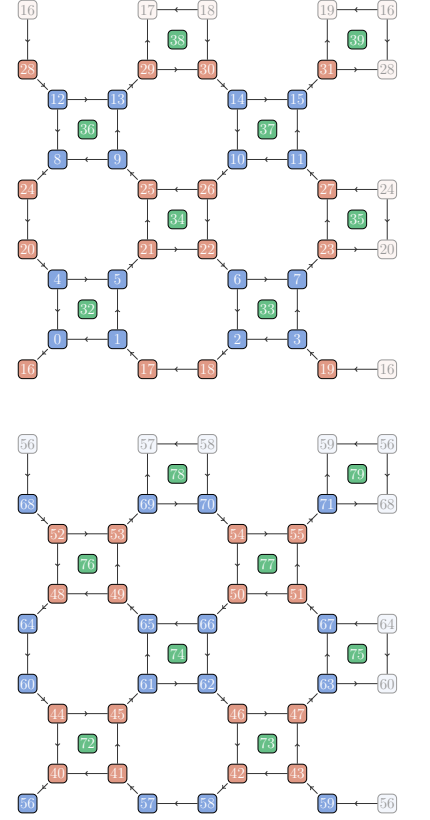 16 17 18 19 16
38 39
28 29 30 31 28
12 13 14 15
36 37
8 9 10 11
24 25 26 27 24
34 35
20 21 22 23 20
4 5 6 7
32 33
0 1 2 3
16 17 18 19 16
56 57 58 59 56
78 79
68 69 70 71 68
52 53 54 55
76 77
48 49 50 51
64 65 66 67 64
74 75
60 61 62 63 60
44 45 46 47
72 73
40 41 42 43
56 57 58 59 56